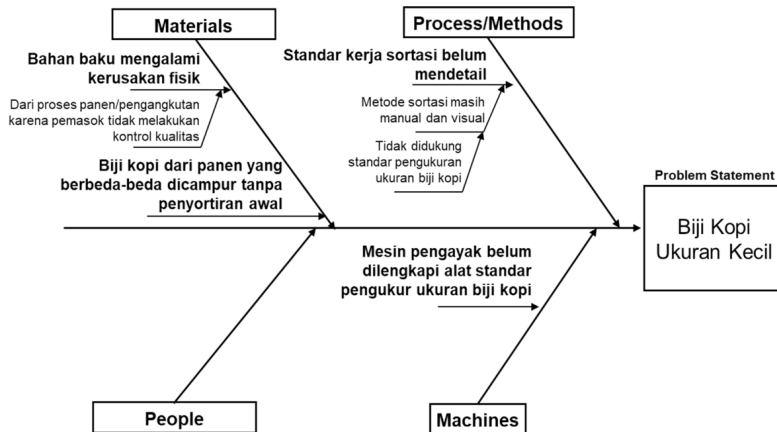 Materials
Process/Methods
Bahan baku mengalami
kerusakan fisik
Dari proses panen/pengangkutan
karena pemasok tidak melakukan
kontrol kualitas
Biji kopi dari panen yang
berbeda-beda dicampur tanpa
penyortiran awal
Standar kerja sortasi belum
mendetail
Metode sortasi masih
manual dan visual
Tidak didukung
standar pengukuran
ukuran biji kopi
Problem Statement
Biji Kopi
Ukuran Kecil
Mesin pengayak belum
dilengkapi alat standar
pengukur ukuran biji kopi
People
Machines